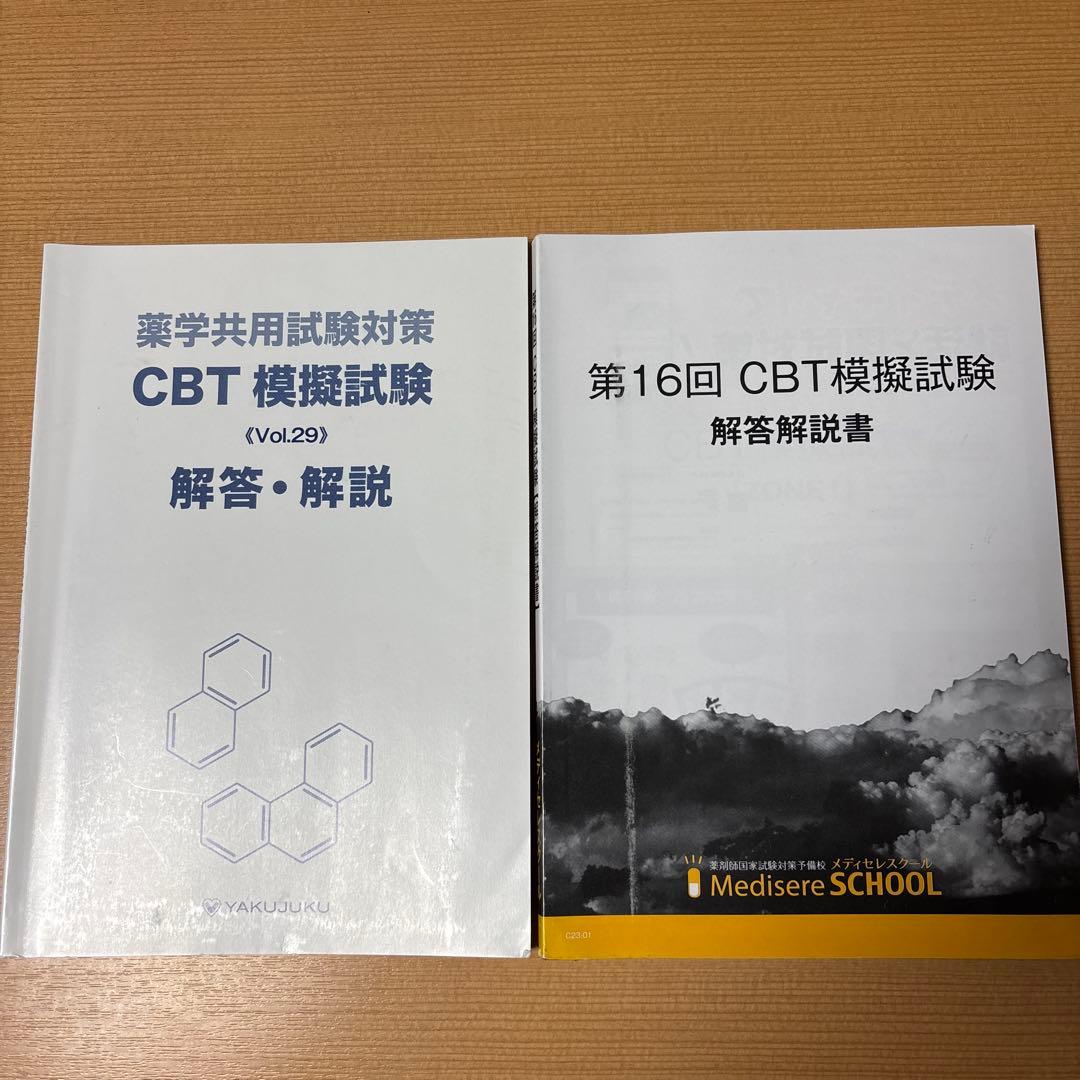 薬学共用試験対策
CBT 模擬試験
《Vol.29》
解答・解説
YAKUJUKU
第16回 CBT模擬試験
解答解説書
薬剤師国家試験対策予備校 メディセレスクール
Medisere SCHOOL
C23-01